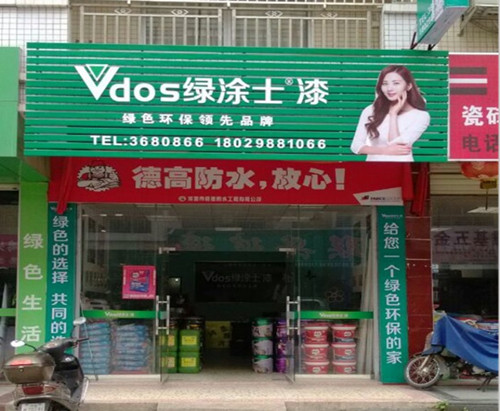 Vdos绿涂士®漆
绿色环保领先品牌
TEL:3680866 18029881066
德高防水，放心！
瓷砖
电话
绿色生活
绿色的选择 共同的
给您一个绿色环保的家
Vdos绿涂士漆